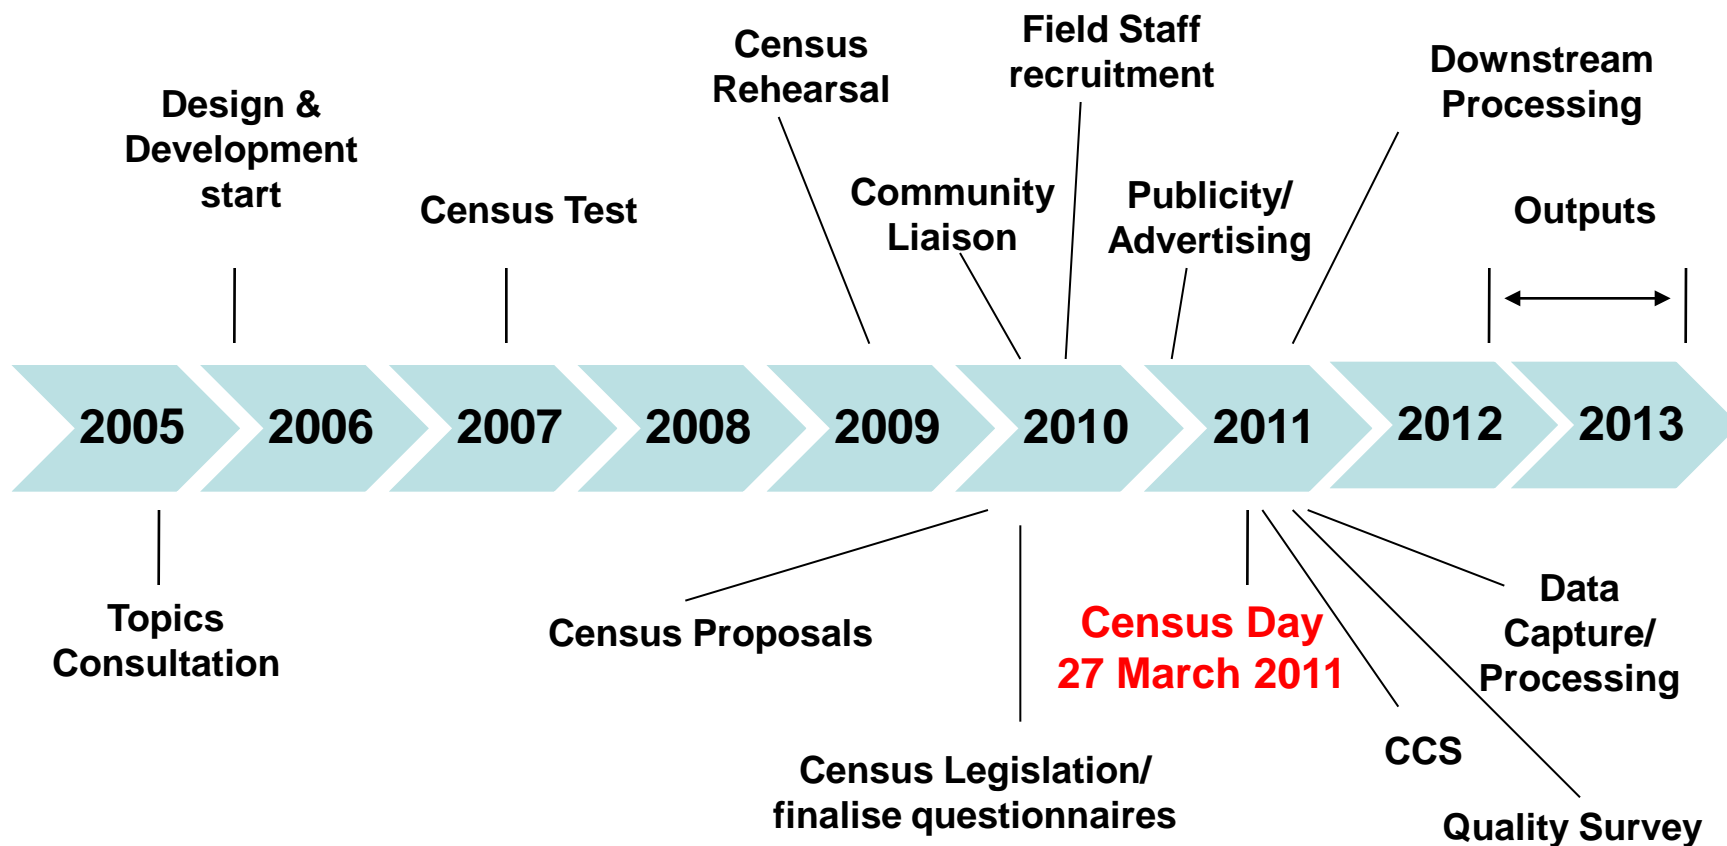 Design &
Development
start
Census Test
Census
Rehearsal
Community
Liaison
Field Staff
recruitment
Publicity/
Advertising
Downstream
Processing
Outputs
2005
2006
2007
2008
2009
2010
2011
2012
2013
Topics
Consultation
Census Proposals
Census Legislation/
finalise questionnaires
Census Day
27 March 2011
CCS
Data
Capture/
Processing
Quality Survey